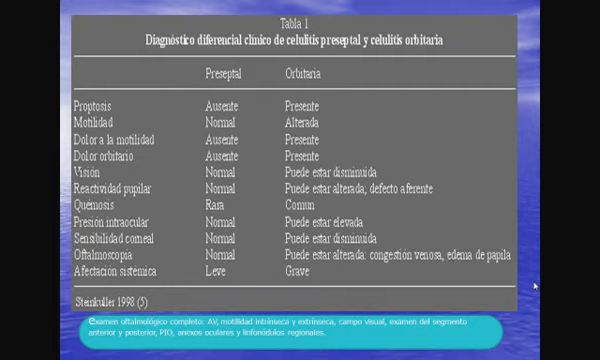 Tabla 1
Diagnóstico diferencial clínico de celulitis preseptal y celulitis orbitaria
Preseptal Orbitaria
Proptosis Ausente Presente
Motilidad Normal Alterada
Dolor a la motilidad Ausente Presente
Dolor orbitario Ausente Presente
Visión Normal Puede estar disminuida
Reactividad pupilar Normal Puede estar alterada; defecto aferente
Quemosis Rara Común
Presión intraocular Normal Puede estar elevada
Sensibilidad corneal Normal Puede estar disminuida
Oftalmoscopia Normal Puede estar alterada: congestión venosa, edema de papila
Afectación sistémica Leve Grave
Steinkuller 1998 (5)
examen oftalmológico completo: AV, motilidad intrínseca y extrínseca, campo visual, examen del segmento
anterior y posterior, PIO, anexos oculares y linfonódulos regionales.